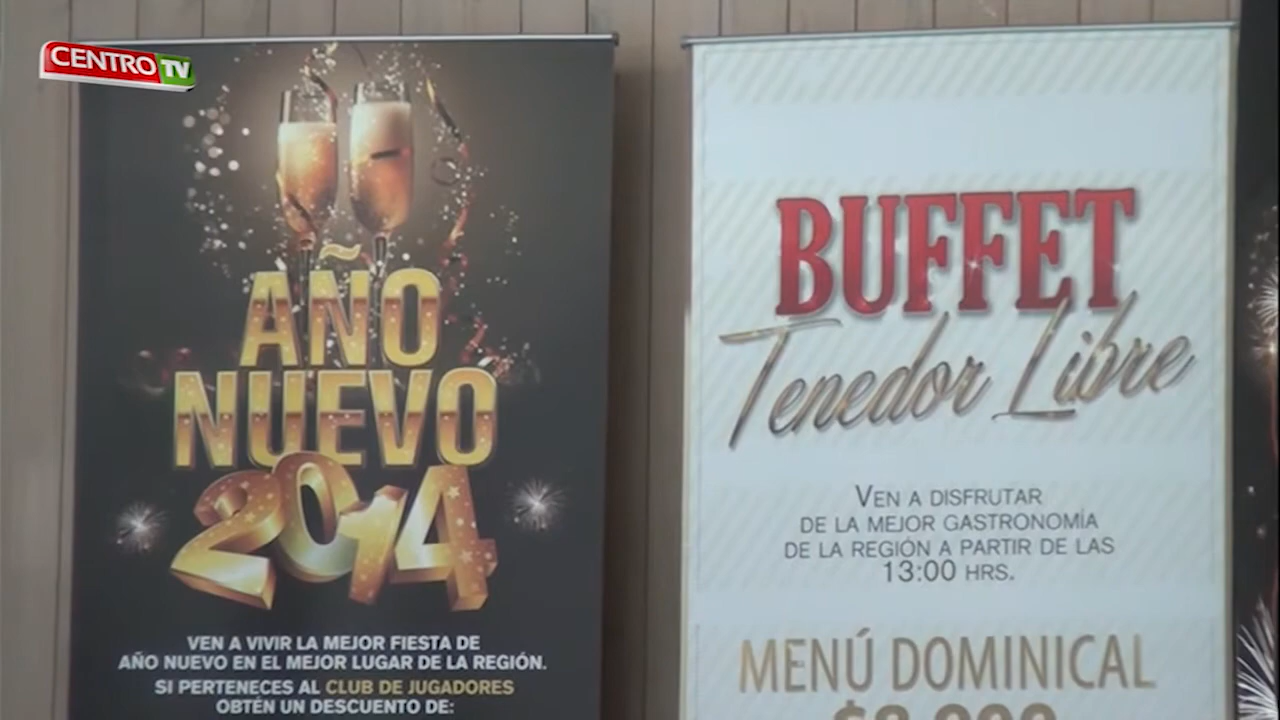 CENTRO TV
AÑO
NUEVO
2014
VEN A VIVIR LA MEJOR FIESTA DE
AÑO NUEVO EN EL MEJOR LUGAR DE LA REGIÓN.
SI PERTENECES AL CLUB DE JUGADORES
OBTÉN UN DESCUENTO DE:
BUFFET
Tenedor Libre
VEN A DISFRUTAR
DE LA MEJOR GASTRONOMÍA
DE LA REGIÓN A PARTIR DE LAS
13:00 HRS.
MENÚ DOMINICAL